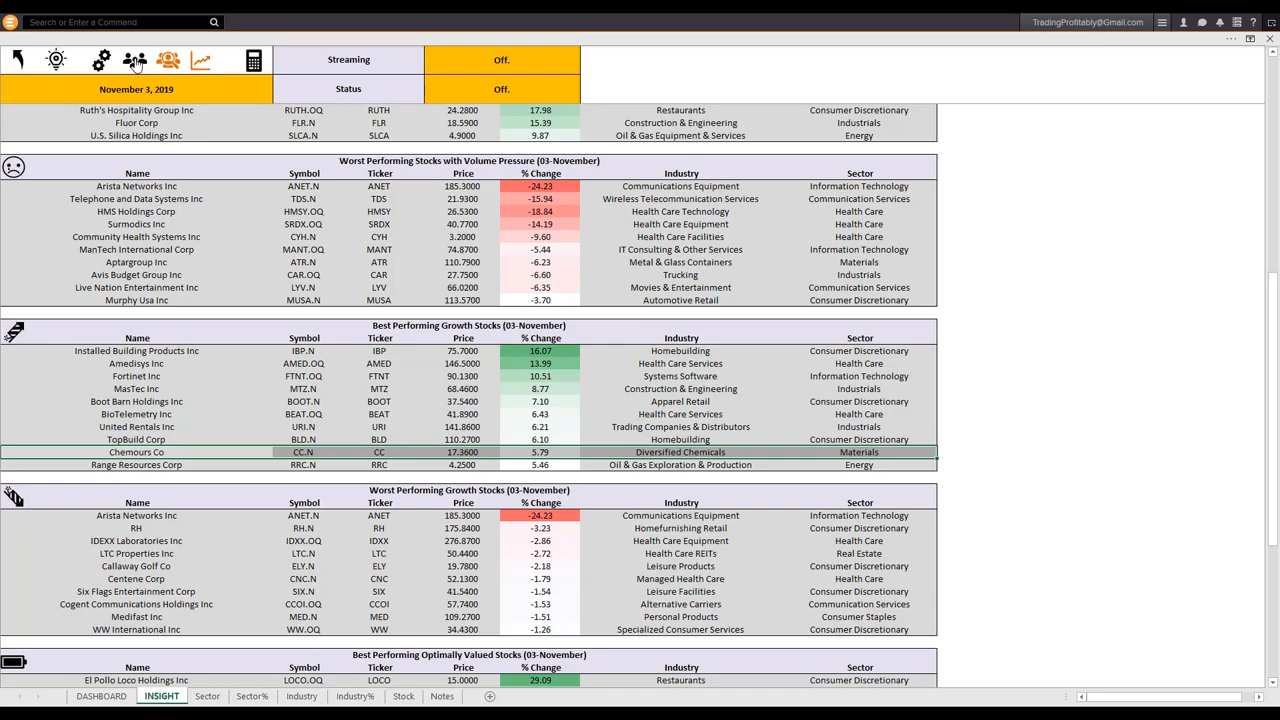 Search or Enter a Command TradingProfitably@Gmail.com
Streaming Off.
November 3, 2019 Status Off.
Ruth's Hospitality Group Inc RUTH.OQ RUTH 24.2800 17.98 Restaurants Consumer Discretionary
Fluor Corp FLR.N FLR 18.5900 15.39 Construction & Engineering Industrials
U.S. Silica Holdings Inc SLCA.N SLCA 4.9000 9.87 Oil & Gas Equipment & Services Energy
Worst Performing Stocks with Volume Pressure (03-November)
Name Symbol Ticker Price % Change Industry Sector
Arista Networks Inc ANET.N ANET 185.3000 -24.23 Communications Equipment Information Technology
Telephone and Data Systems Inc TDS.N TDS 21.9300 -15.94 Wireless Telecommunication Services Communication Services
HMS Holdings Corp HMSY.OQ HMSY 26.5300 -18.84 Health Care Technology Health Care
Surmodics Inc SRDX.OQ SRDX 40.7700 -14.19 Health Care Equipment Health Care
Community Health Systems Inc CYH.N CYH 3.2000 -9.60 Health Care Facilities Health Care
ManTech International Corp MANT.OQ MANT 74.8700 -5.44 IT Consulting & Other Services Information Technology
Aptargroup Inc ATR.N ATR 110.7900 -6.23 Metal & Glass Containers Materials
Avis Budget Group Inc CAR.OQ CAR 27.7500 -6.60 Trucking Industrials
Live Nation Entertainment Inc LYV.N LYV 66.0200 -6.35 Movies & Entertainment Communication Services
Murphy Usa Inc MUSA.N MUSA 113.5700 -3.70 Automotive Retail Consumer Discretionary
Best Performing Growth Stocks (03-November)
Name Symbol Ticker Price % Change Industry Sector
Installed Building Products Inc IBP.N IBP 75.7000 16.07 Homebuilding Consumer Discretionary
Amedisys Inc AMED.OQ AMED 146.5000 13.99 Health Care Services Health Care
Fortinet Inc FTNT.OQ FTNT 90.1300 10.51 Systems Software Information Technology
MasTec Inc MTZ.N MTZ 68.4600 8.77 Construction & Engineering Industrials
Boot Barn Holdings Inc BOOT.N BOOT 37.5400 7.10 Apparel Retail Consumer Discretionary
BioTelemetry Inc BEAT.OQ BEAT 41.8900 6.43 Health Care Services Health Care
United Rentals Inc URI.N URI 141.8600 6.21 Trading Companies & Distributors Industrials
TopBuild Corp BLD.N BLD 110.2700 6.10 Homebuilding Consumer Discretionary
Chemours Co CC.N CC 17.3600 5.79 Diversified Chemicals Materials
Range Resources Corp RRC.N RRC 4.2500 5.46 Oil & Gas Exploration & Production Energy
Worst Performing Growth Stocks (03-November)
Name Symbol Ticker Price % Change Industry Sector
Arista Networks Inc ANET.N ANET 185.3000 -24.23 Communications Equipment Information Technology
RH RH.N RH 175.8400 -3.23 Homefurnishing Retail Consumer Discretionary
IDEXX Laboratories Inc IDXX.OQ IDXX 276.8700 -2.86 Health Care Equipment Health Care
LTC Properties Inc LTC.N LTC 50.4400 -2.72 Health Care REITs Real Estate
Callaway Golf Co ELY.N ELY 19.7800 -2.18 Leisure Products Consumer Discretionary
Centene Corp CNC.N CNC 52.1300 -1.79 Managed Health Care Health Care
Six Flags Entertainment Corp SIX.N SIX 41.5400 -1.54 Leisure Facilities Consumer Discretionary
Cogent Communications Holdings Inc CCOI.OQ CCOI 57.7400 -1.53 Alternative Carriers Communication Services
Medifast Inc MED.N MED 109.2700 -1.51 Personal Products Consumer Staples
WW International Inc WW.OQ WW 34.4300 -1.26 Specialized Consumer Services Consumer Discretionary
Best Performing Optimally Valued Stocks (03-November)
Name Symbol Ticker Price % Change Industry Sector
El Pollo Loco Holdings Inc LOCO.OQ LOCO 15.0000 29.09 Restaurants Consumer Discretionary
DASHBOARD INSIGHT Sector Sector% Industry Industry% Stock Notes